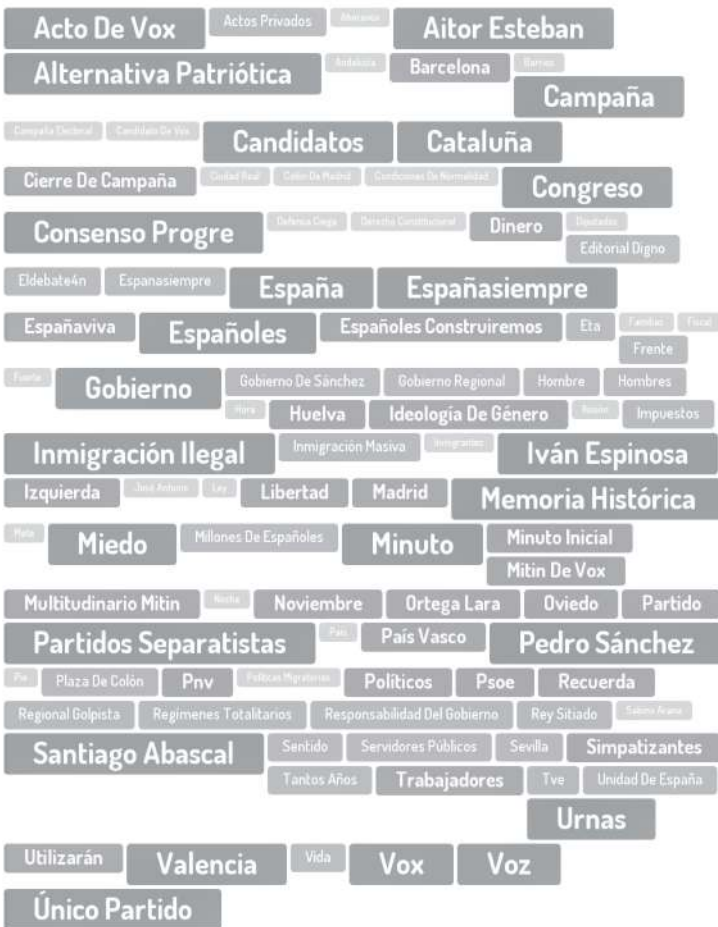 Acto De Vox Actos Privados Aitor Esteban
Alternativa Patriótica Andalucía Barcelona Barrios
Campaña
Campaña Electoral Candidato De Vox Candidatos Cataluña
Cierre De Campaña Ciudad Real Colón De Madrid Condiciones De Normalidad Congreso
Consenso Progre Defensa Ciega Derecho Constitucional Dinero Diputados
Editorial Digno
Eldebate4n Espanasiempre España Españasiempre
Españaviva Españoles Españoles Construiremos Eta Familias Fiscal
Frente
Fuerte Gobierno Gobierno De Sánchez Gobierno Regional Hombre Hombres
Hora Huelva Ideología De Género Impuestos
Inmigración Ilegal Inmigración Masiva Inmigrantes Iván Espinosa
Izquierda José Antonio Ley Libertad Madrid Memoria Histórica
Miedo Millones De Españoles Minuto Minuto Inicial
Mitin De Vox
Multitudinario Mitin Noche Noviembre Ortega Lara Oviedo Partido
Partidos Separatistas País País Vasco Pedro Sánchez
Pie Plaza De Colón Pnv Políticas Migratorias Políticos Psoe Recuerda
Regional Golpista Regímenes Totalitarios Responsabilidad Del Gobierno Rey Sitiado Sabino Arana
Santiago Abascal Sentido Servidores Públicos Sevilla Simpatizantes
Tantos Años Trabajadores Tve Unidad De España
Urnas
Utilizarán Valencia Vida Vox Voz
Único Partido